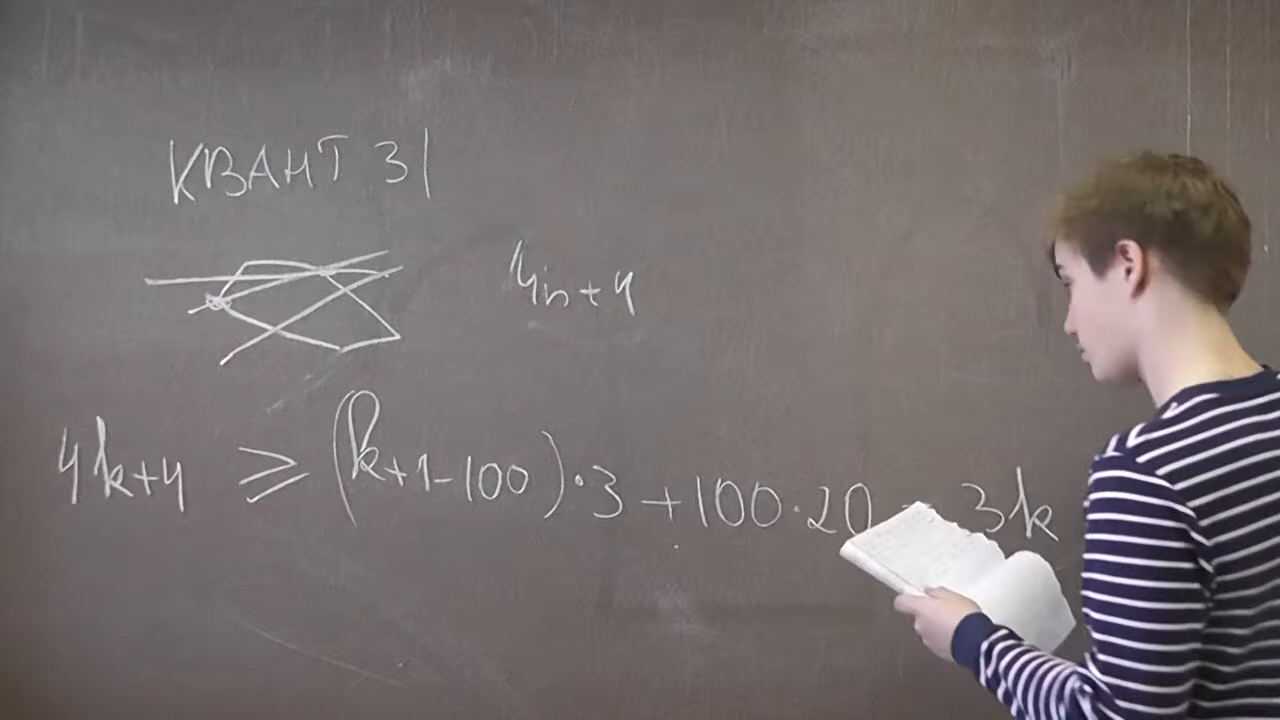 КВАНТ 31
4n+4
4k+4 ≥ (k+1-100)·3+100·20 = 3k